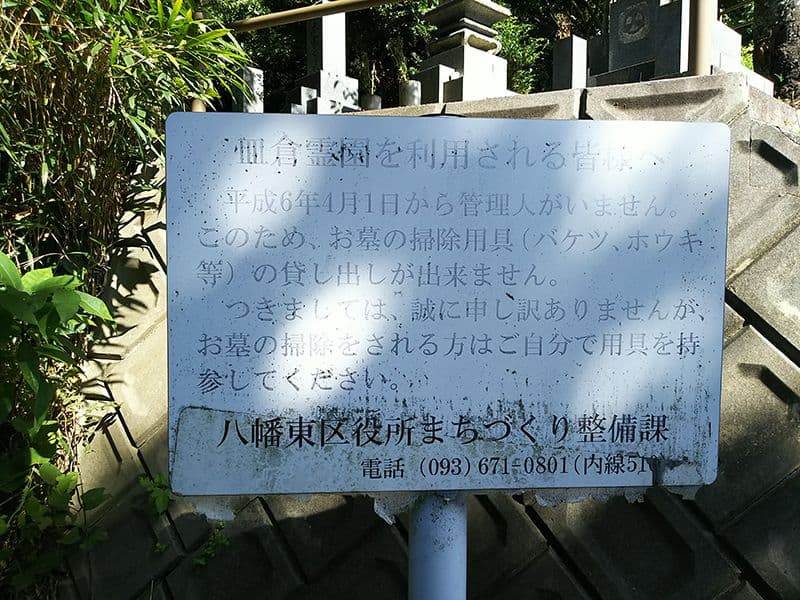 皿倉霊園を利用される皆様へ
平成6年4月1日から管理人がいません。
このため、お墓の掃除用具(バケツ、ホウキ
等)の貸し出しが出来ません。
つきましては、誠に申し訳ありませんが、
お墓の掃除をされる方はご自分で用具を持
参してください。
八幡東区役所まちづくり整備課
電話 (093)671-0801(内線51